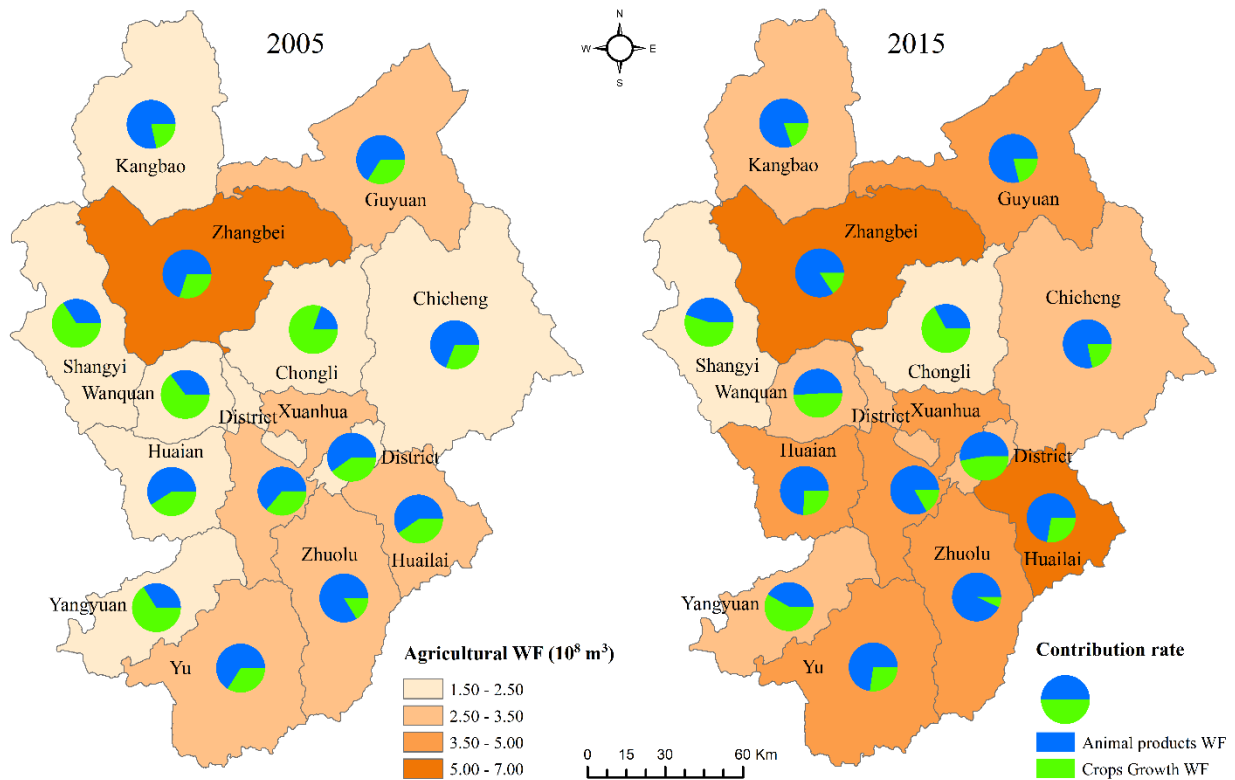 2005
N
W E
S
2015
Kangbao
Guyuan
Zhangbei
Chicheng
Shangyi
Chongli
Wanquan
District
Xuanhua
Huaian
District
Huailai
Zhuolu
Yangyuan
Yu
Kangbao
Guyuan
Zhangbei
Chicheng
Shangyi
Chongli
Wanquan
District
Xuanhua
Huaian
District
Huailai
Zhuolu
Yangyuan
Yu
Agricultural WF (10⁸ m³)
1.50 - 2.50
2.50 - 3.50
3.50 - 5.00
5.00 - 7.00
0 15 30 60 Km
Contribution rate
Animal products WF
Crops Growth WF